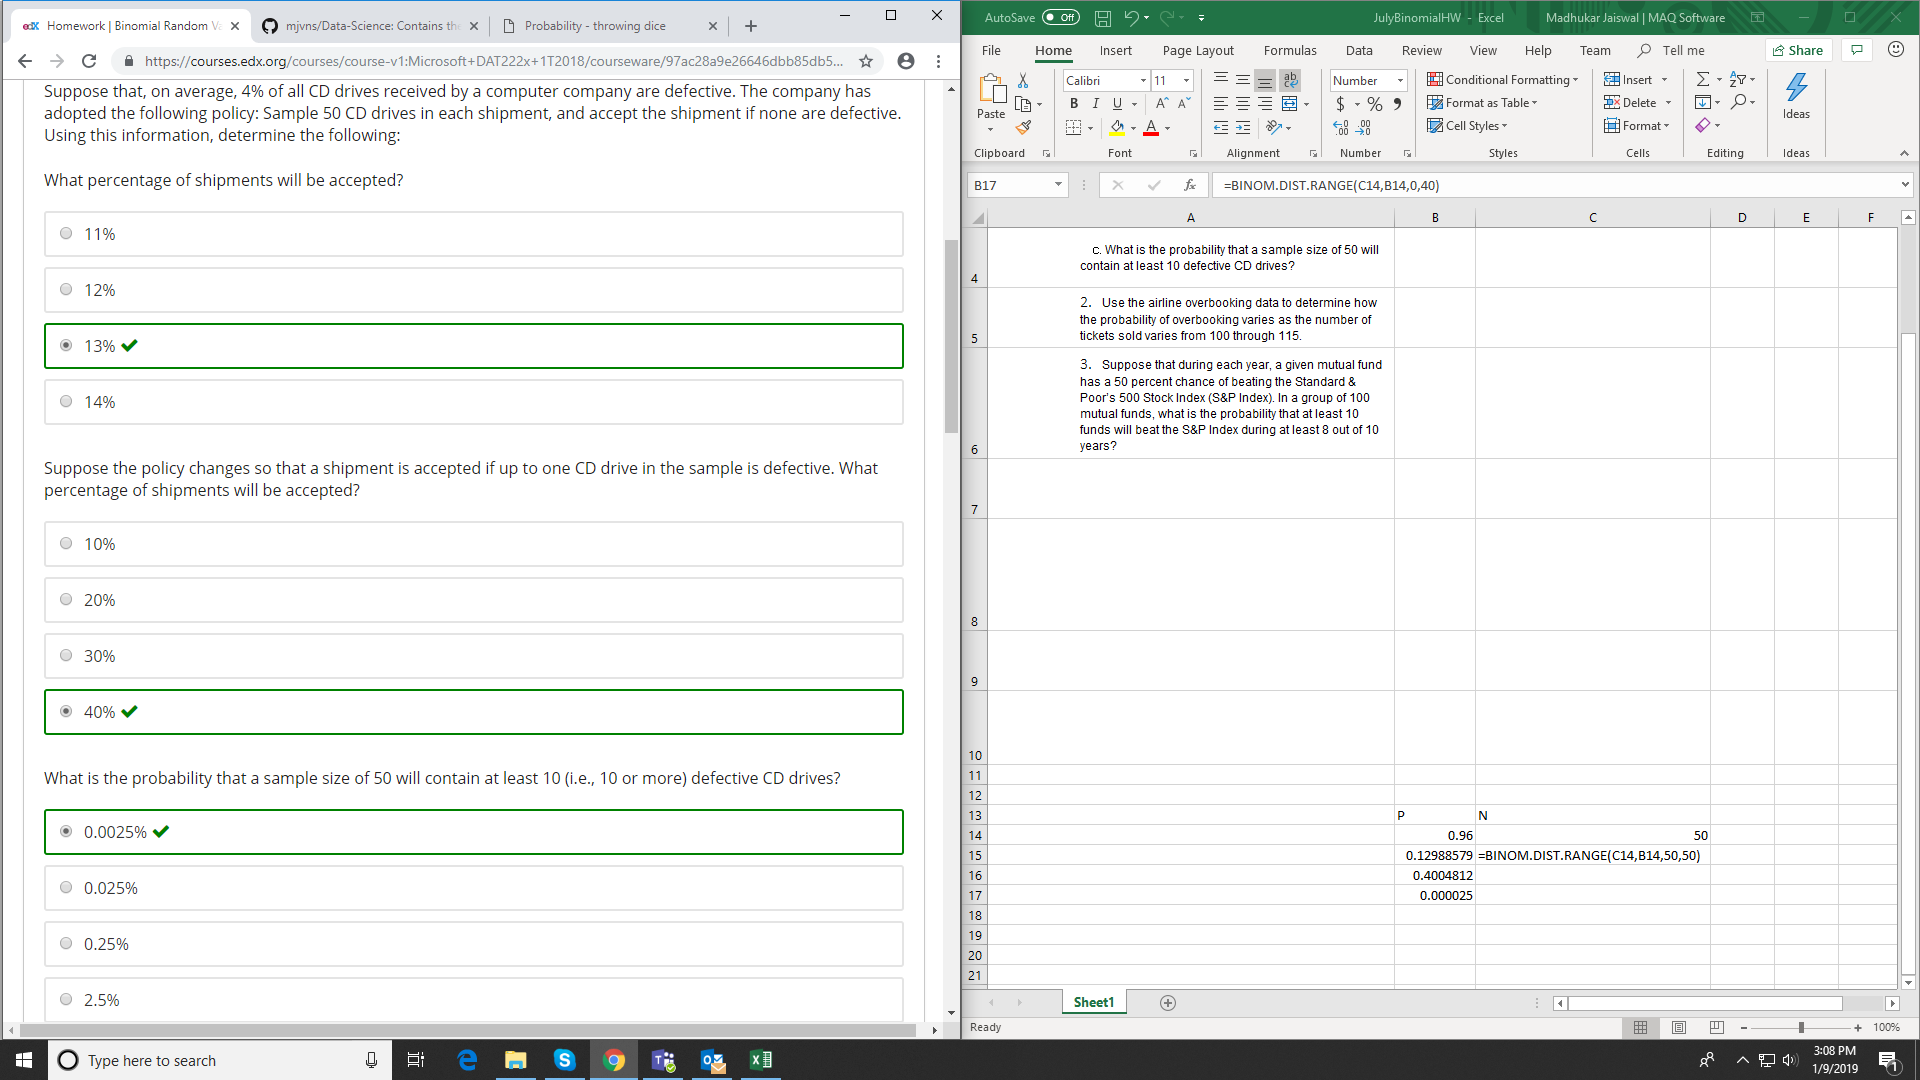 edX Homework | Binomial Random Va
mjvns/Data-Science: Contains the
Probability - throwing dice
https://courses.edx.org/courses/course-v1:Microsoft+DAT222x+1T2018/courseware/97ac28a9e26646dbb85db5...
Suppose that, on average, 4% of all CD drives received by a computer company are defective. The company has
adopted the following policy: Sample 50 CD drives in each shipment, and accept the shipment if none are defective.
Using this information, determine the following:
What percentage of shipments will be accepted?
11%
12%
13%
14%
Suppose the policy changes so that a shipment is accepted if up to one CD drive in the sample is defective. What
percentage of shipments will be accepted?
10%
20%
30%
40%
What is the probability that a sample size of 50 will contain at least 10 (i.e., 10 or more) defective CD drives?
0.0025%
0.025%
0.25%
2.5%
AutoSave Off
JulyBinomialHW - Excel
Madhukar Jaiswal | MAQ Software
File Home Insert Page Layout Formulas Data Review View Help Team Tell me Share
Paste
Calibri 11
B I U
ab
Number
$ % 9
Conditional Formatting
Format as Table
Cell Styles
Insert
Delete
Format
Ideas
Clipboard Font Alignment Number Styles Cells Editing Ideas
B17 fx =BINOM.DIST.RANGE(C14,B14,0,40)
A B C D E F
c. What is the probability that a sample size of 50 will
contain at least 10 defective CD drives?
4
2. Use the airline overbooking data to determine how
the probability of overbooking varies as the number of
tickets sold varies from 100 through 115.
5
3. Suppose that during each year, a given mutual fund
has a 50 percent chance of beating the Standard &
Poor's 500 Stock Index (S&P Index). In a group of 100
mutual funds, what is the probability that at least 10
funds will beat the S&P Index during at least 8 out of 10
years?
6
7
8
9
10
11
12
13 P N
14 0.96 50
15 0.12988579 =BINOM.DIST.RANGE(C14,B14,50,50)
16 0.4004812
17 0.000025
18
19
20
21
Sheet1
Ready
100%
Type here to search
3:08 PM
1/9/2019
1